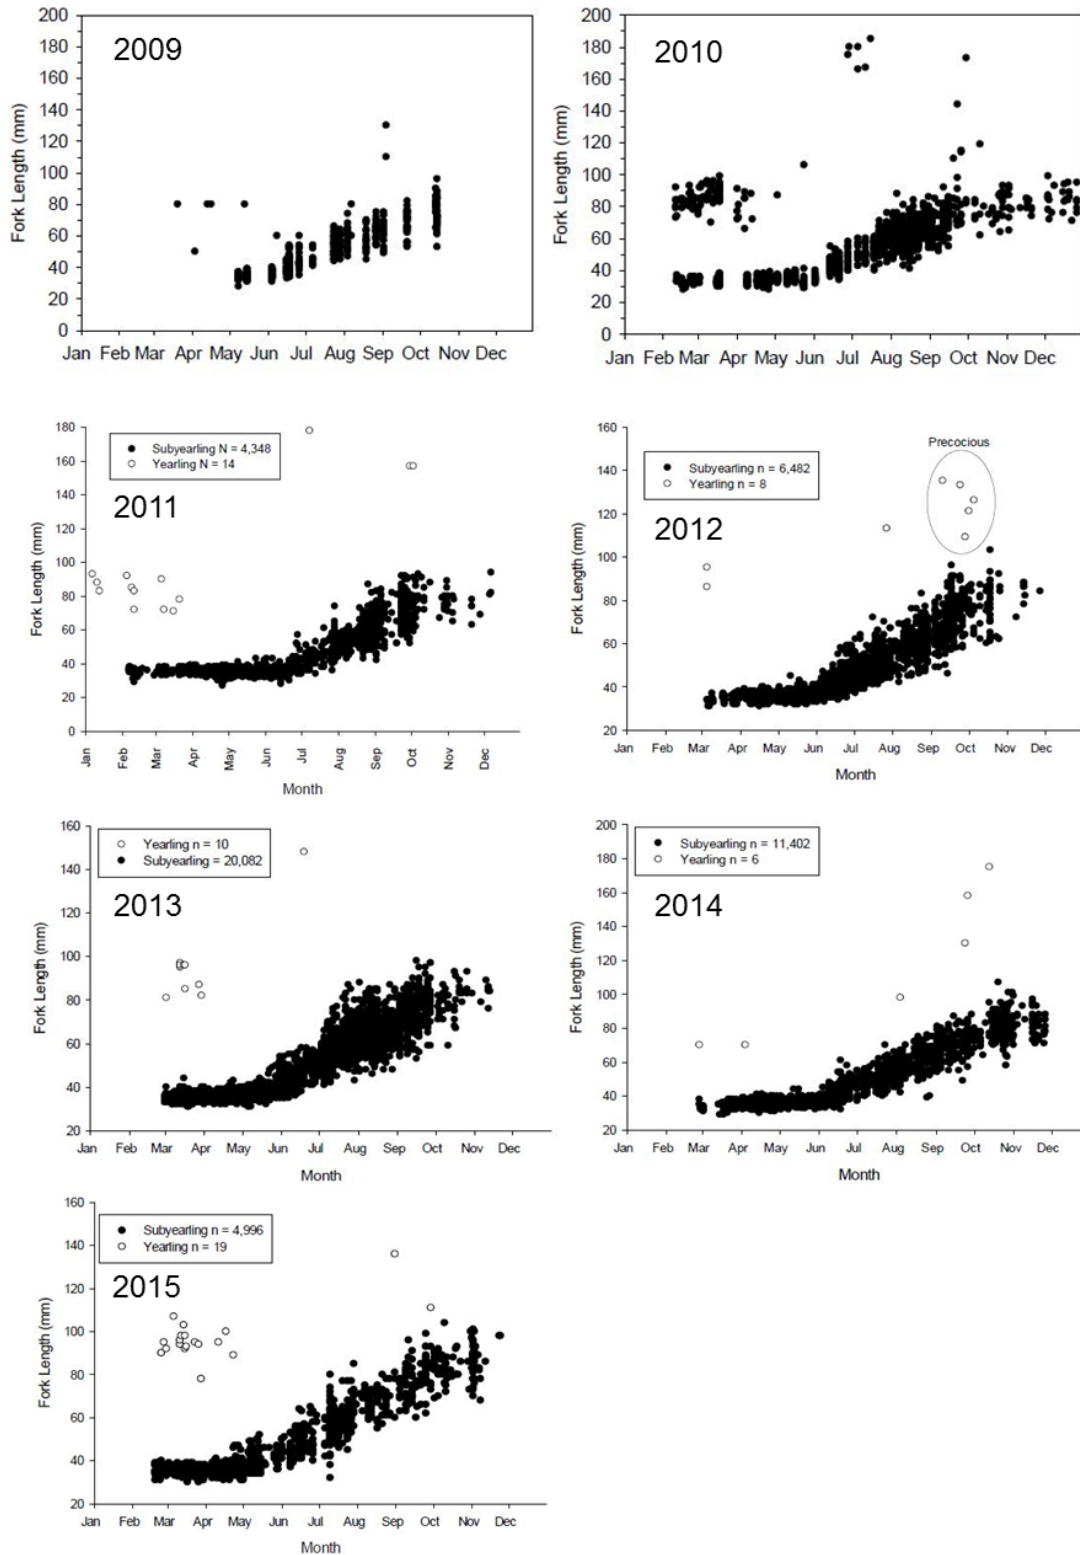 200
180
160
140
120
100
80
60
40
20
0
Fork Length (mm)
2009
Jan Feb Mar Apr May Jun Jul Aug Sep Oct Nov Dec
200
180
160
140
120
100
80
60
40
20
0
Fork Length (mm)
2010
Jan Feb Mar Apr May Jun Jul Aug Sep Oct Nov Dec
180
160
140
120
100
80
60
40
20
0
Fork Length (mm)
Subyearling N = 4,348
Yearling N = 14
2011
Jan Feb Mar Apr May Jun Jul Aug Sep Oct Nov Dec
Month
160
140
120
100
80
60
40
20
Fork Length (mm)
Subyearling n = 6,482
Yearling n = 8
2012
Precocious
Jan Feb Mar Apr May Jun Jul Aug Sep Oct Nov Dec
Month
160
140
120
100
80
60
40
20
Fork Length (mm)
Yearling n = 10
Subyearling = 20,082
2013
Jan Feb Mar Apr May Jun Jul Aug Sep Oct Nov Dec
Month
200
180
160
140
120
100
80
60
40
20
Fork Length (mm)
Subyearling n = 11,402
Yearling n = 6
2014
Jan Feb Mar Apr May Jun Jul Aug Sep Oct Nov Dec
Month
160
140
120
100
80
60
40
20
Fork Length (mm)
Subyearling n = 4,996
Yearling n = 19
2015
Jan Feb Mar Apr May Jun Jul Aug Sep Oct Nov Dec
Month